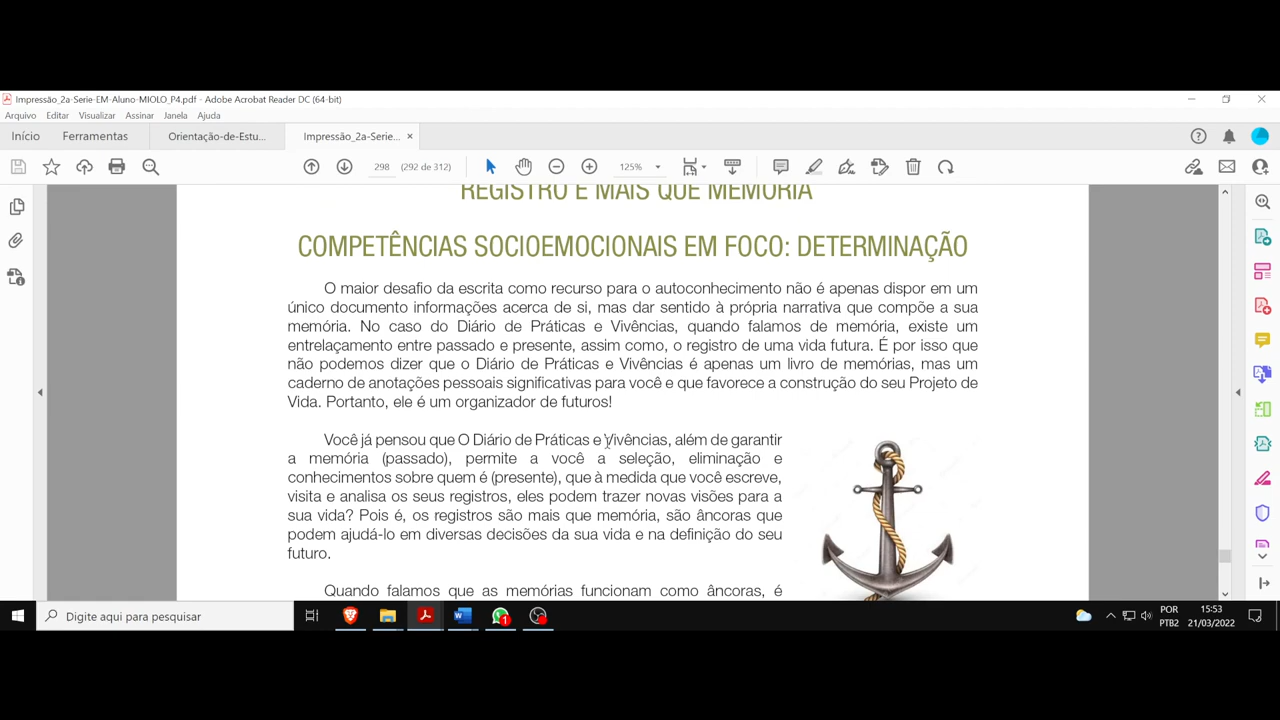 Impressão_2a-Serie-EM-Aluno-MIOLO_P4.pdf - Adobe Acrobat Reader DC (64-bit)
Arquivo Editar Visualizar Assinar Janela Ajuda
Início Ferramentas Orientação-de-Estu... Impressão_2a-Serie... ×
298 (292 de 312) 125%
REGISTRO É MAIS QUE MEMÓRIA
COMPETÊNCIAS SOCIOEMOCIONAIS EM FOCO: DETERMINAÇÃO
O maior desafio da escrita como recurso para o autoconhecimento não é apenas dispor em um
único documento informações acerca de si, mas dar sentido à própria narrativa que compõe a sua
memória. No caso do Diário de Práticas e Vivências, quando falamos de memória, existe um
entrelaçamento entre passado e presente, assim como, o registro de uma vida futura. É por isso que
não podemos dizer que o Diário de Práticas e Vivências é apenas um livro de memórias, mas um
caderno de anotações pessoais significativas para você e que favorece a construção do seu Projeto de
Vida. Portanto, ele é um organizador de futuros!
Você já pensou que O Diário de Práticas e Vivências, além de garantir
a memória (passado), permite a você a seleção, eliminação e
conhecimentos sobre quem é (presente), que à medida que você escreve,
visita e analisa os seus registros, eles podem trazer novas visões para a
sua vida? Pois é, os registros são mais que memória, são âncoras que
podem ajudá-lo em diversas decisões da sua vida e na definição do seu
futuro.
Quando falamos que as memórias funcionam como âncoras, é
Digite aqui para pesquisar
1
POR 15:53
PTB2 21/03/2022